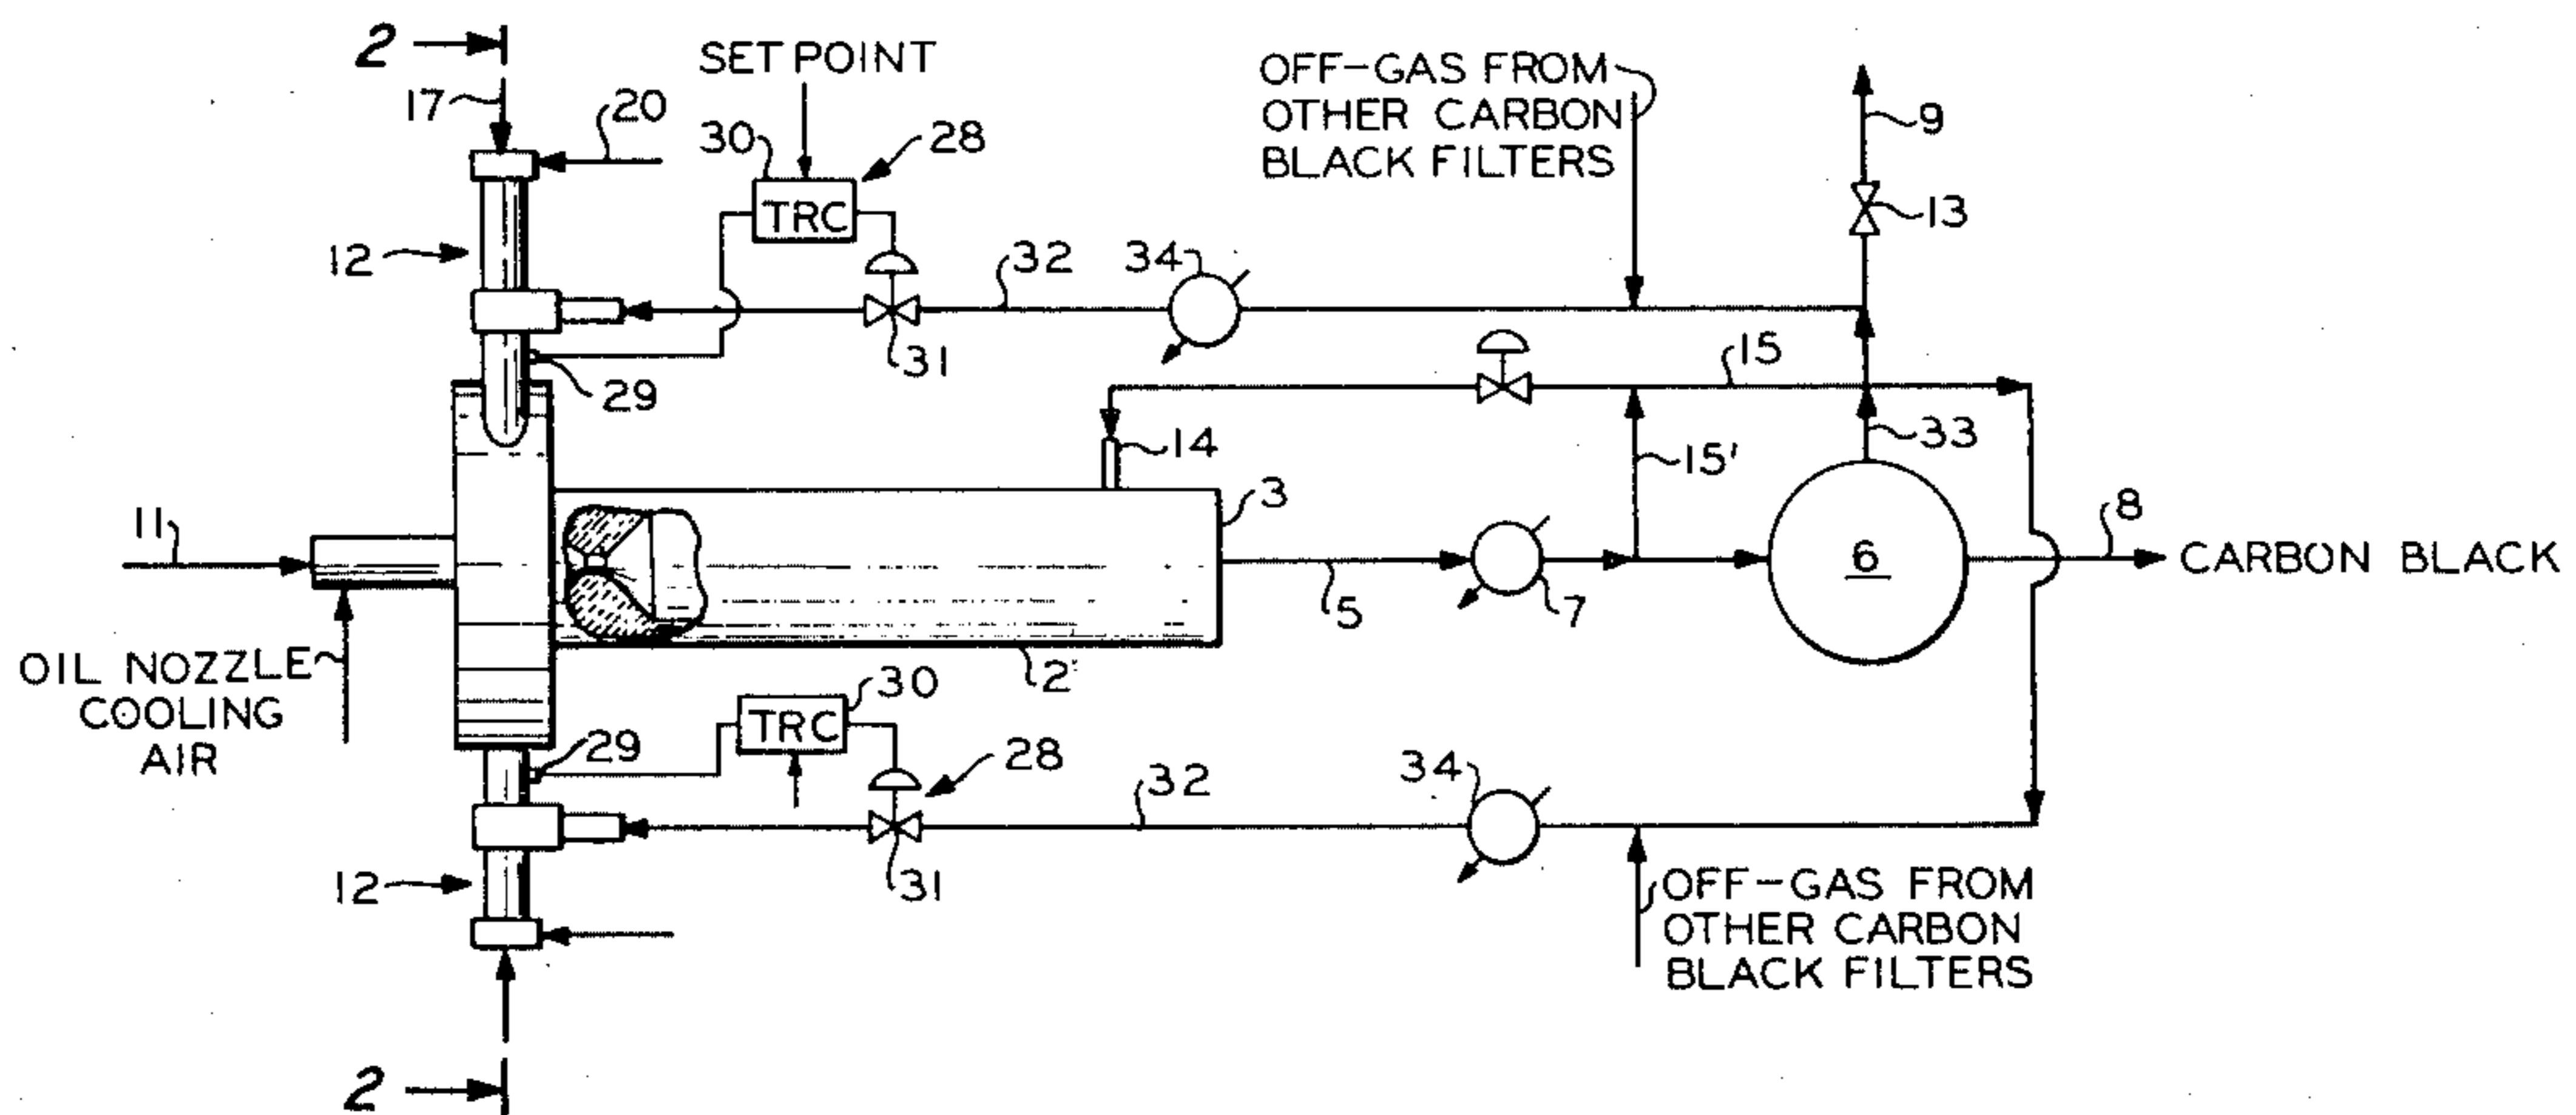 2
17
20
SET POINT
30
28
TRC
12
32
34
31
29
OFF-GAS FROM
OTHER CARBON
BLACK FILTERS
9
13
15
14
33
15'
3
11
8
5
7
6
CARBON BLACK
2
OIL NOZZLE
COOLING
AIR
30
TRC
29
28
32
34
31
12
OFF-GAS FROM
OTHER CARBON
BLACK FILTERS
2